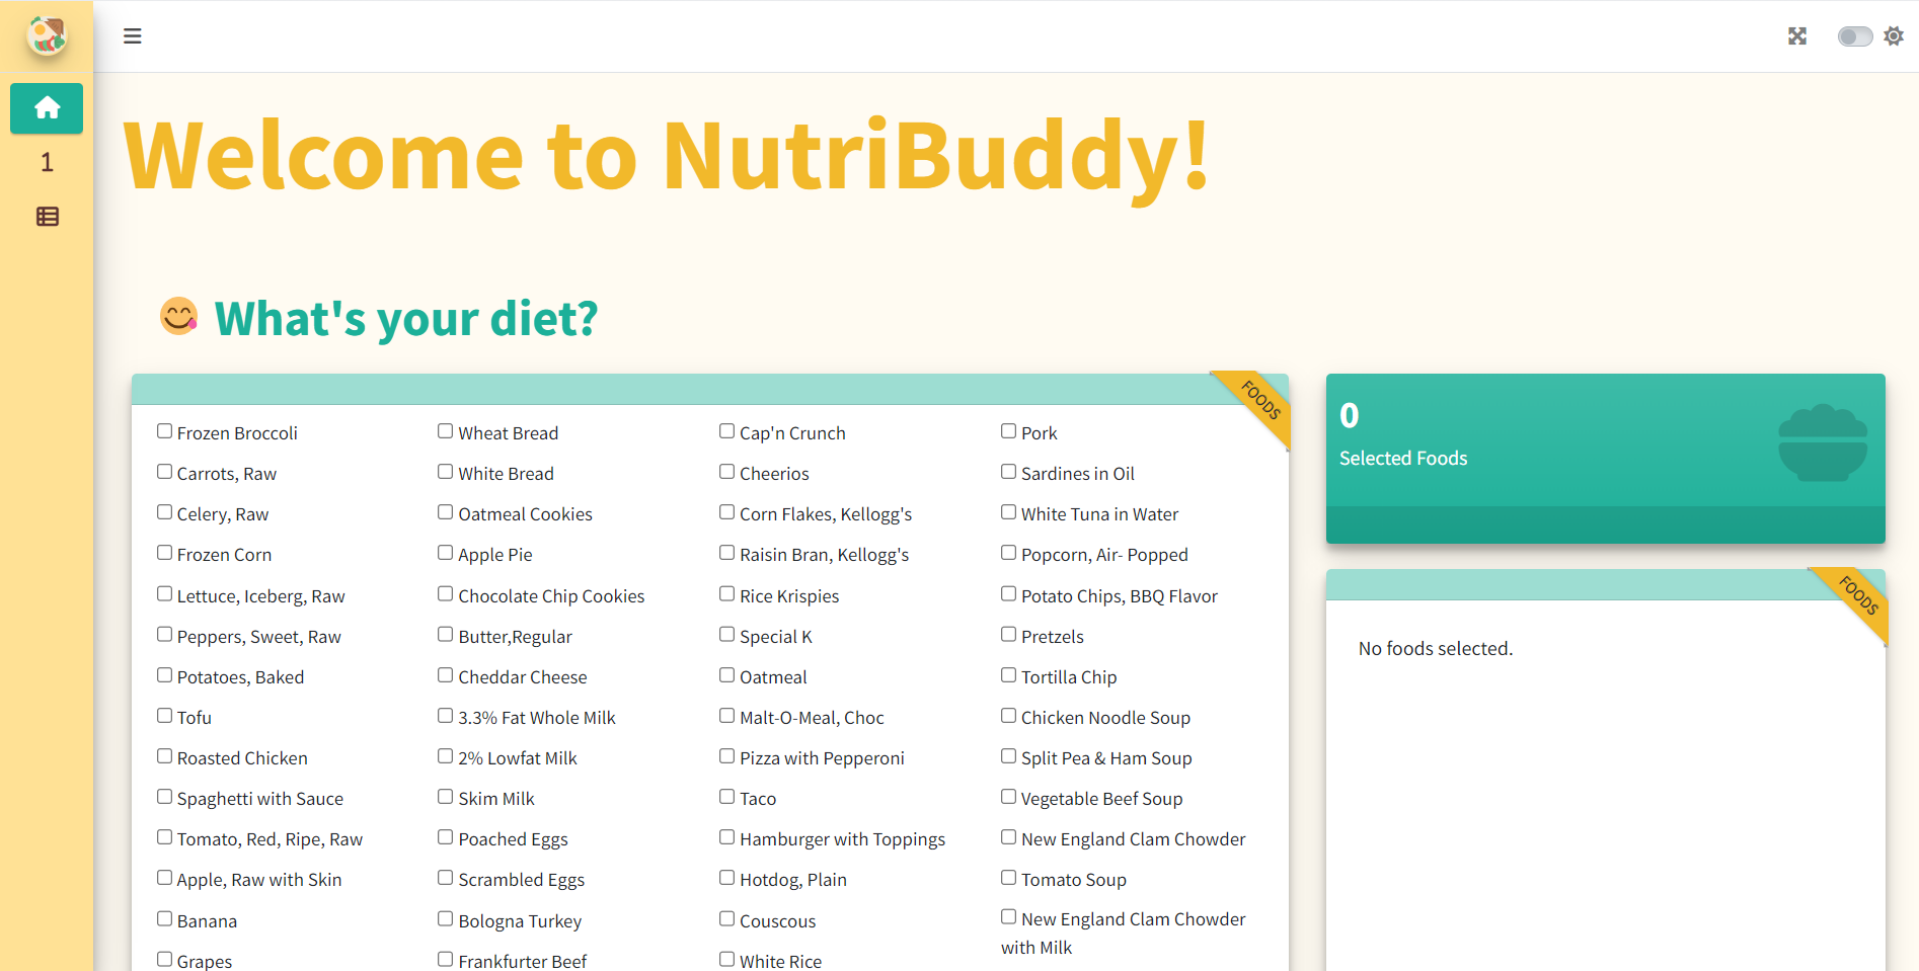 1
Welcome to NutriBuddy!
What's your diet?
FOODS
Frozen Broccoli
Carrots, Raw
Celery, Raw
Frozen Corn
Lettuce, Iceberg, Raw
Peppers, Sweet, Raw
Potatoes, Baked
Tofu
Roasted Chicken
Spaghetti with Sauce
Tomato, Red, Ripe, Raw
Apple, Raw with Skin
Banana
Grapes
Wheat Bread
White Bread
Oatmeal Cookies
Apple Pie
Chocolate Chip Cookies
Butter,Regular
Cheddar Cheese
3.3% Fat Whole Milk
2% Lowfat Milk
Skim Milk
Poached Eggs
Scrambled Eggs
Bologna Turkey
Frankfurter Beef
Cap'n Crunch
Cheerios
Corn Flakes, Kellogg's
Raisin Bran, Kellogg's
Rice Krispies
Special K
Oatmeal
Malt-O-Meal, Choc
Pizza with Pepperoni
Taco
Hamburger with Toppings
Hotdog, Plain
Couscous
White Rice
Pork
Sardines in Oil
White Tuna in Water
Popcorn, Air- Popped
Potato Chips, BBQ Flavor
Pretzels
Tortilla Chip
Chicken Noodle Soup
Split Pea & Ham Soup
Vegetable Beef Soup
New England Clam Chowder
Tomato Soup
New England Clam Chowder
with Milk
0
Selected Foods
FOODS
No foods selected.